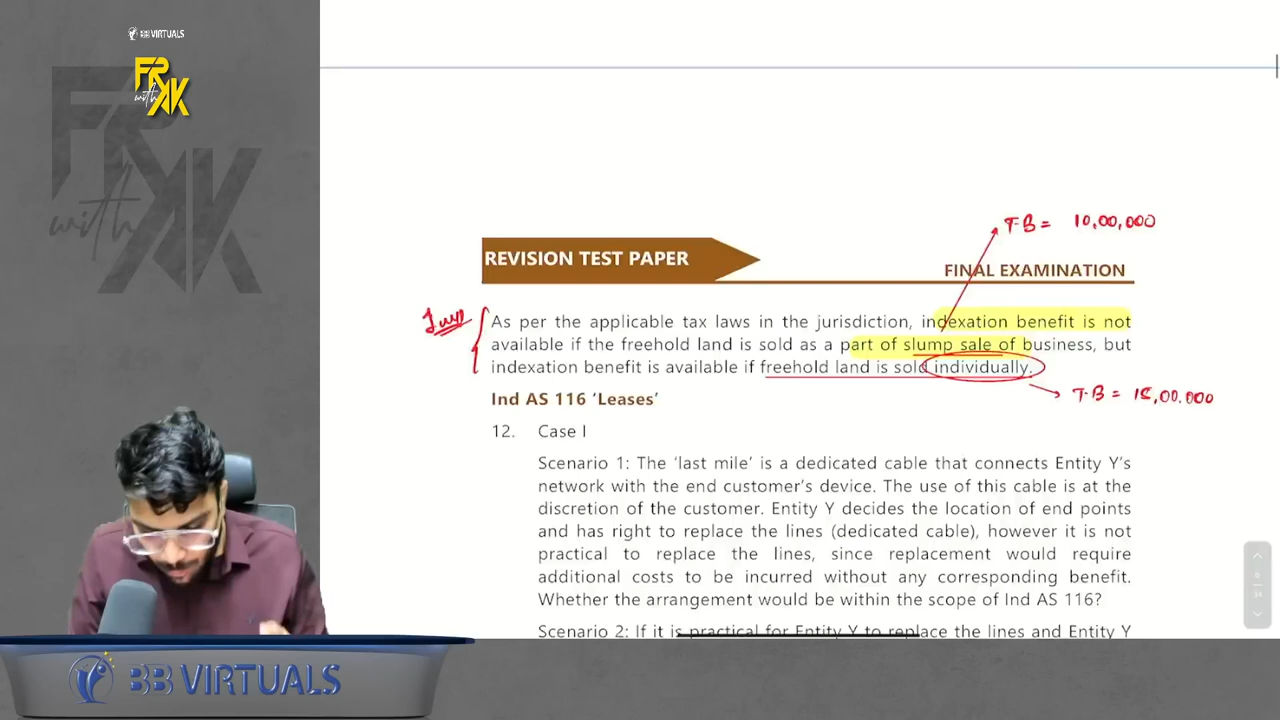 BB VIRTUALS
FR
with
AK
FR
with
AK
T.B = 10,00,000
REVISION TEST PAPER
FINAL EXAMINATION
Imp
As per the applicable tax laws in the jurisdiction, indexation benefit is not
available if the freehold land is sold as a part of slump sale of business, but
indexation benefit is available if freehold land is sold individually.
T.B = 15,00.000
Ind AS 116 ‘Leases’
12. Case I
Scenario 1: The ‘last mile’ is a dedicated cable that connects Entity Y’s
network with the end customer’s device. The use of this cable is at the
discretion of the customer. Entity Y decides the location of end points
and has right to replace the lines (dedicated cable), however it is not
practical to replace the lines, since replacement would require
additional costs to be incurred without any corresponding benefit.
Whether the arrangement would be within the scope of Ind AS 116?
Scenario 2: If it is practical for Entity Y to replace the lines and Entity Y
BB VIRTUALS